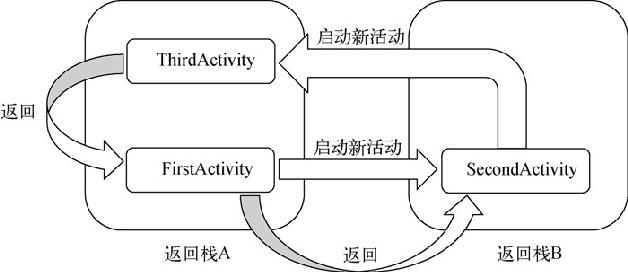 启动新活动
ThirdActivity
返回
启动新活动
FirstActivity
SecondActivity
返回栈A
返回
返回栈B